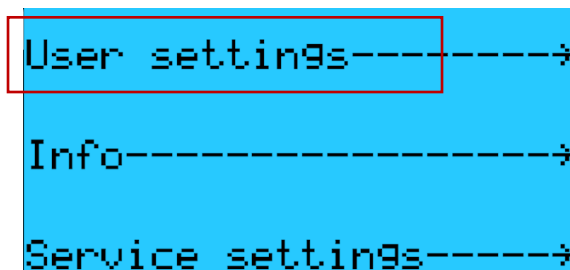 User settings--------→
Info-----------------→
Service settings-----→